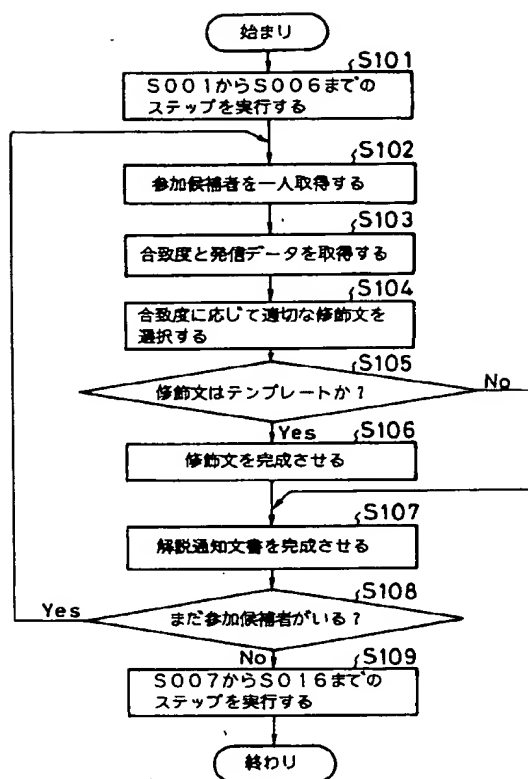 始まり
S101
S001からS006までの
ステップを実行する
S102
参加候補者を一人取得する
S103
合致度と発信データを取得する
S104
合致度に応じて適切な修飾文を
選択する
S105
修飾文はテンプレートか?
No
Yes
S106
修飾文を完成させる
S107
解説通知文書を完成させる
S108
Yes
まだ参加候補者がいる?
No
S109
S007からS016までの
ステップを実行する
終わり